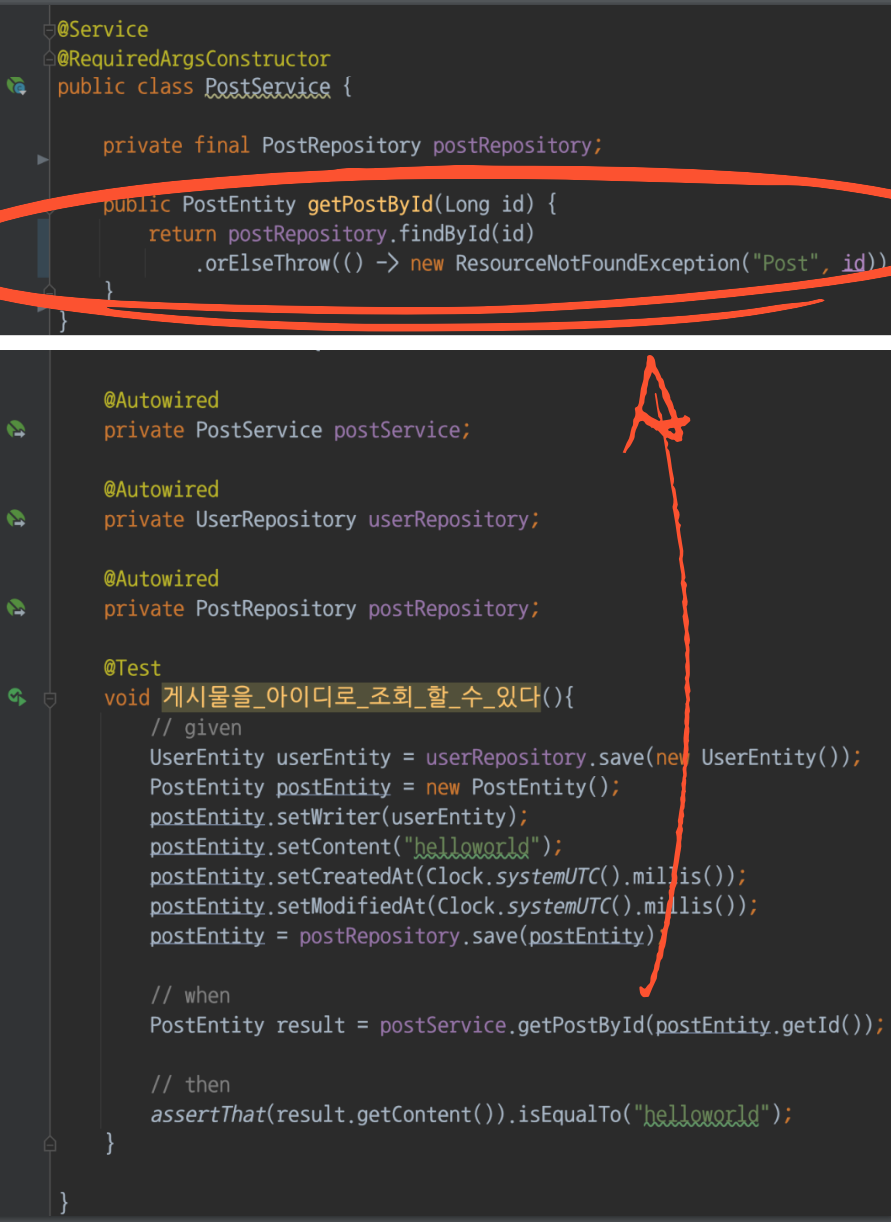 @Service
@RequiredArgsConstructor
public class PostService {
private final PostRepository postRepository;
public PostEntity getPostById(Long id) {
return postRepository.findById(id)
.orElseThrow(() -> new ResourceNotFoundException("Post", id))
}
}
@Autowired
private PostService postService;
@Autowired
private UserRepository userRepository;
@Autowired
private PostRepository postRepository;
@Test
void 게시물을_아이디로_조회_할_수_있다(){
// given
UserEntity userEntity = userRepository.save(new UserEntity());
PostEntity postEntity = new PostEntity();
postEntity.setWriter(userEntity);
postEntity.setContent("helloworld");
postEntity.setCreatedAt(Clock.systemUTC().millis());
postEntity.setModifiedAt(Clock.systemUTC().millis());
postEntity = postRepository.save(postEntity);
// when
PostEntity result = postService.getPostById(postEntity.getId());
// then
assertThat(result.getContent()).isEqualTo("helloworld");
}
}